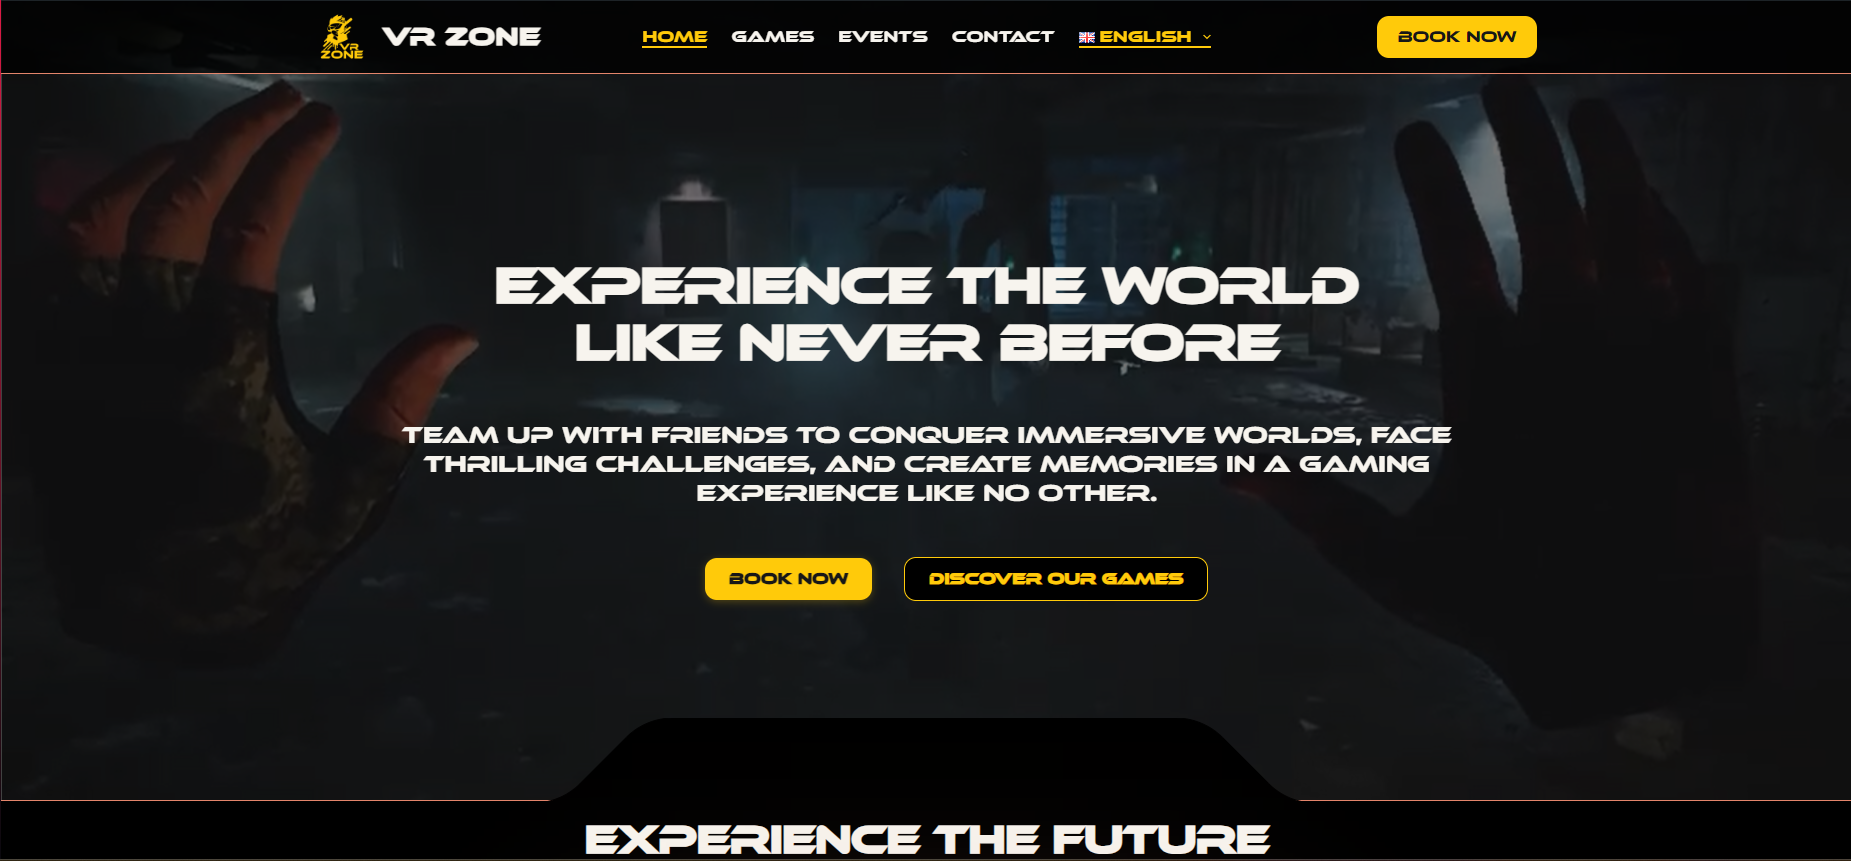 VR ZONE
VR ZONE
HOME
GAMES
EVENTS
CONTACT
ENGLISH
BOOK NOW
EXPERIENCE THE WORLD
LIKE NEVER BEFORE
TEAM UP WITH FRIENDS TO CONQUER IMMERSIVE WORLDS, FACE
THRILLING CHALLENGES, AND CREATE MEMORIES IN A GAMING
EXPERIENCE LIKE NO OTHER.
BOOK NOW
DISCOVER OUR GAMES
EXPERIENCE THE FUTURE